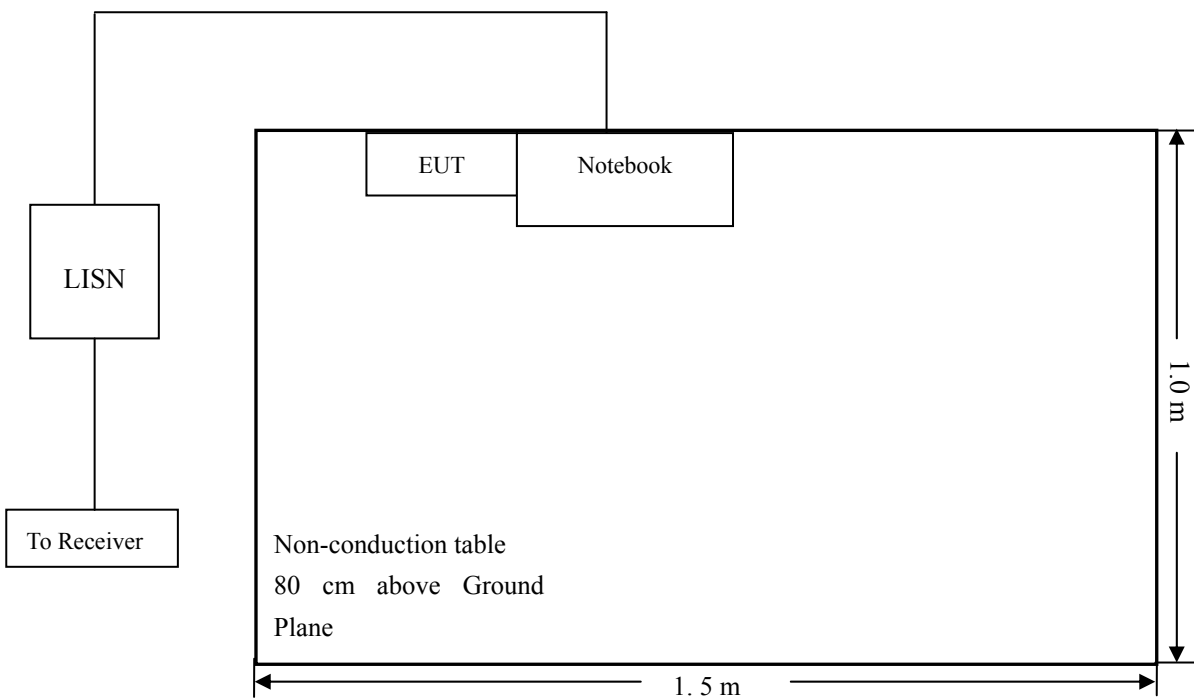 EUT
Notebook
LISN
1.0 m
To Receiver
Non-conduction table
80 cm above Ground
Plane
1. 5 m